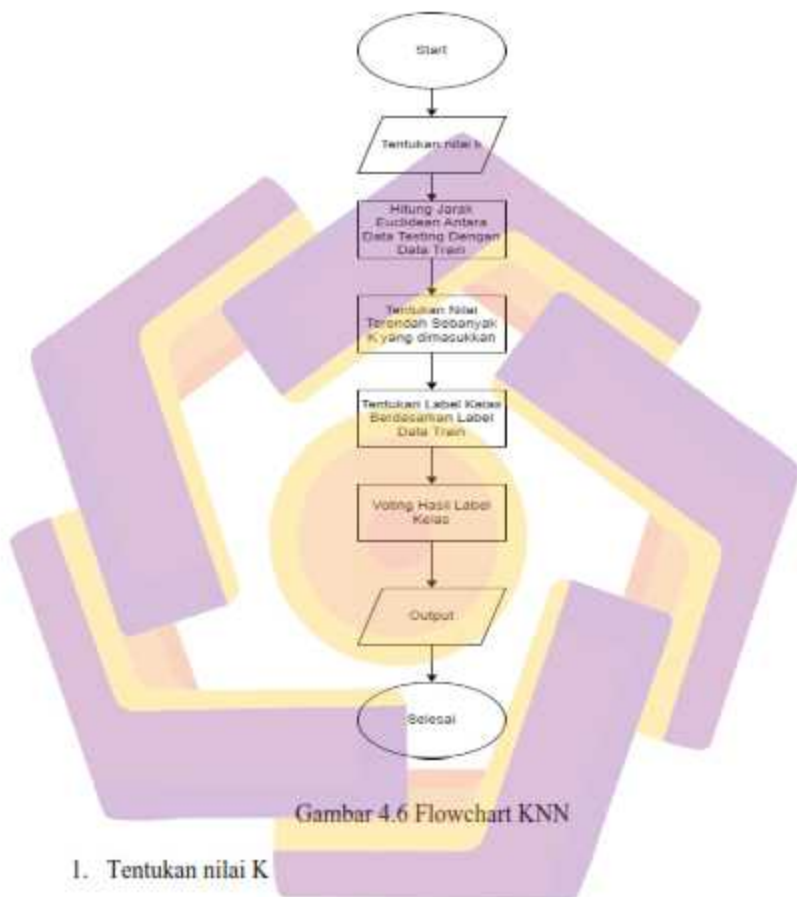 Start
Tentukan nilai k
Hitung Jarak
Euclidean Antara
Data Testing Dengan
Data Train
Tentukan Nilai
Terendah Sebanyak
K yang dimasukkan
Tentukan Label Kelas
Berdasarkan Label
Data Train
Voting Hasil Label
Kelas
Output
Selesai
Gambar 4.6 Flowchart KNN
1. Tentukan nilai K